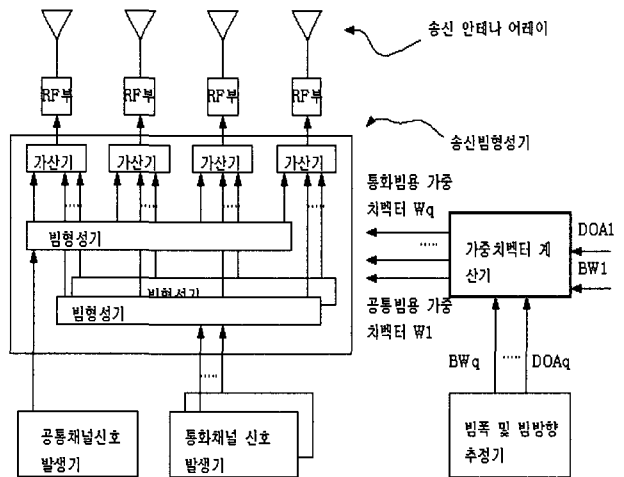 송신 안테나 어레이
RF부 RF부 RF부 RF부
송신빔형성기
가산기 가산기 가산기 가산기
통화빔용 가중
치벡터 Wq
빔형성기
가중치벡터 계
산기
DOA1
BW1
빔형성기
빔형성기
공통빔용 가중
치벡터 W1
BWq
DOAq
공통채널신호
발생기
통화채널 신호
발생기
빔폭 및 빔방향
추정기